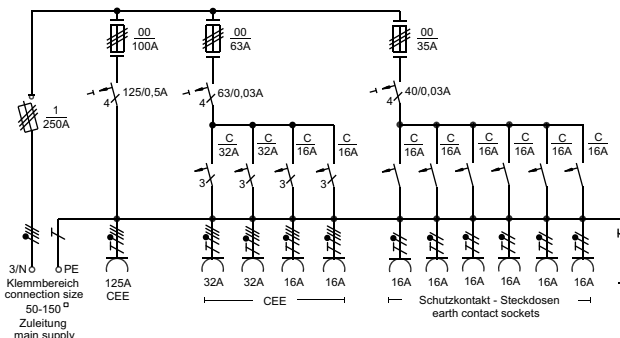 00
100A
00
63A
00
35A
1
250A
125/0,5A
4
63/0,03A
4
40/0,03A
4
C
32A
C
32A
C
16A
C
16A
C
16A
C
16A
C
16A
C
16A
C
16A
C
16A
3
3
3
3
3/N
PE
Klemmbereich
connection size
50-150
Zuleitung
main supply
125A
CEE
32A
32A
16A
16A
CEE
16A
16A
16A
16A
16A
16A
Schutzkontakt - Steckdosen
earth contact sockets